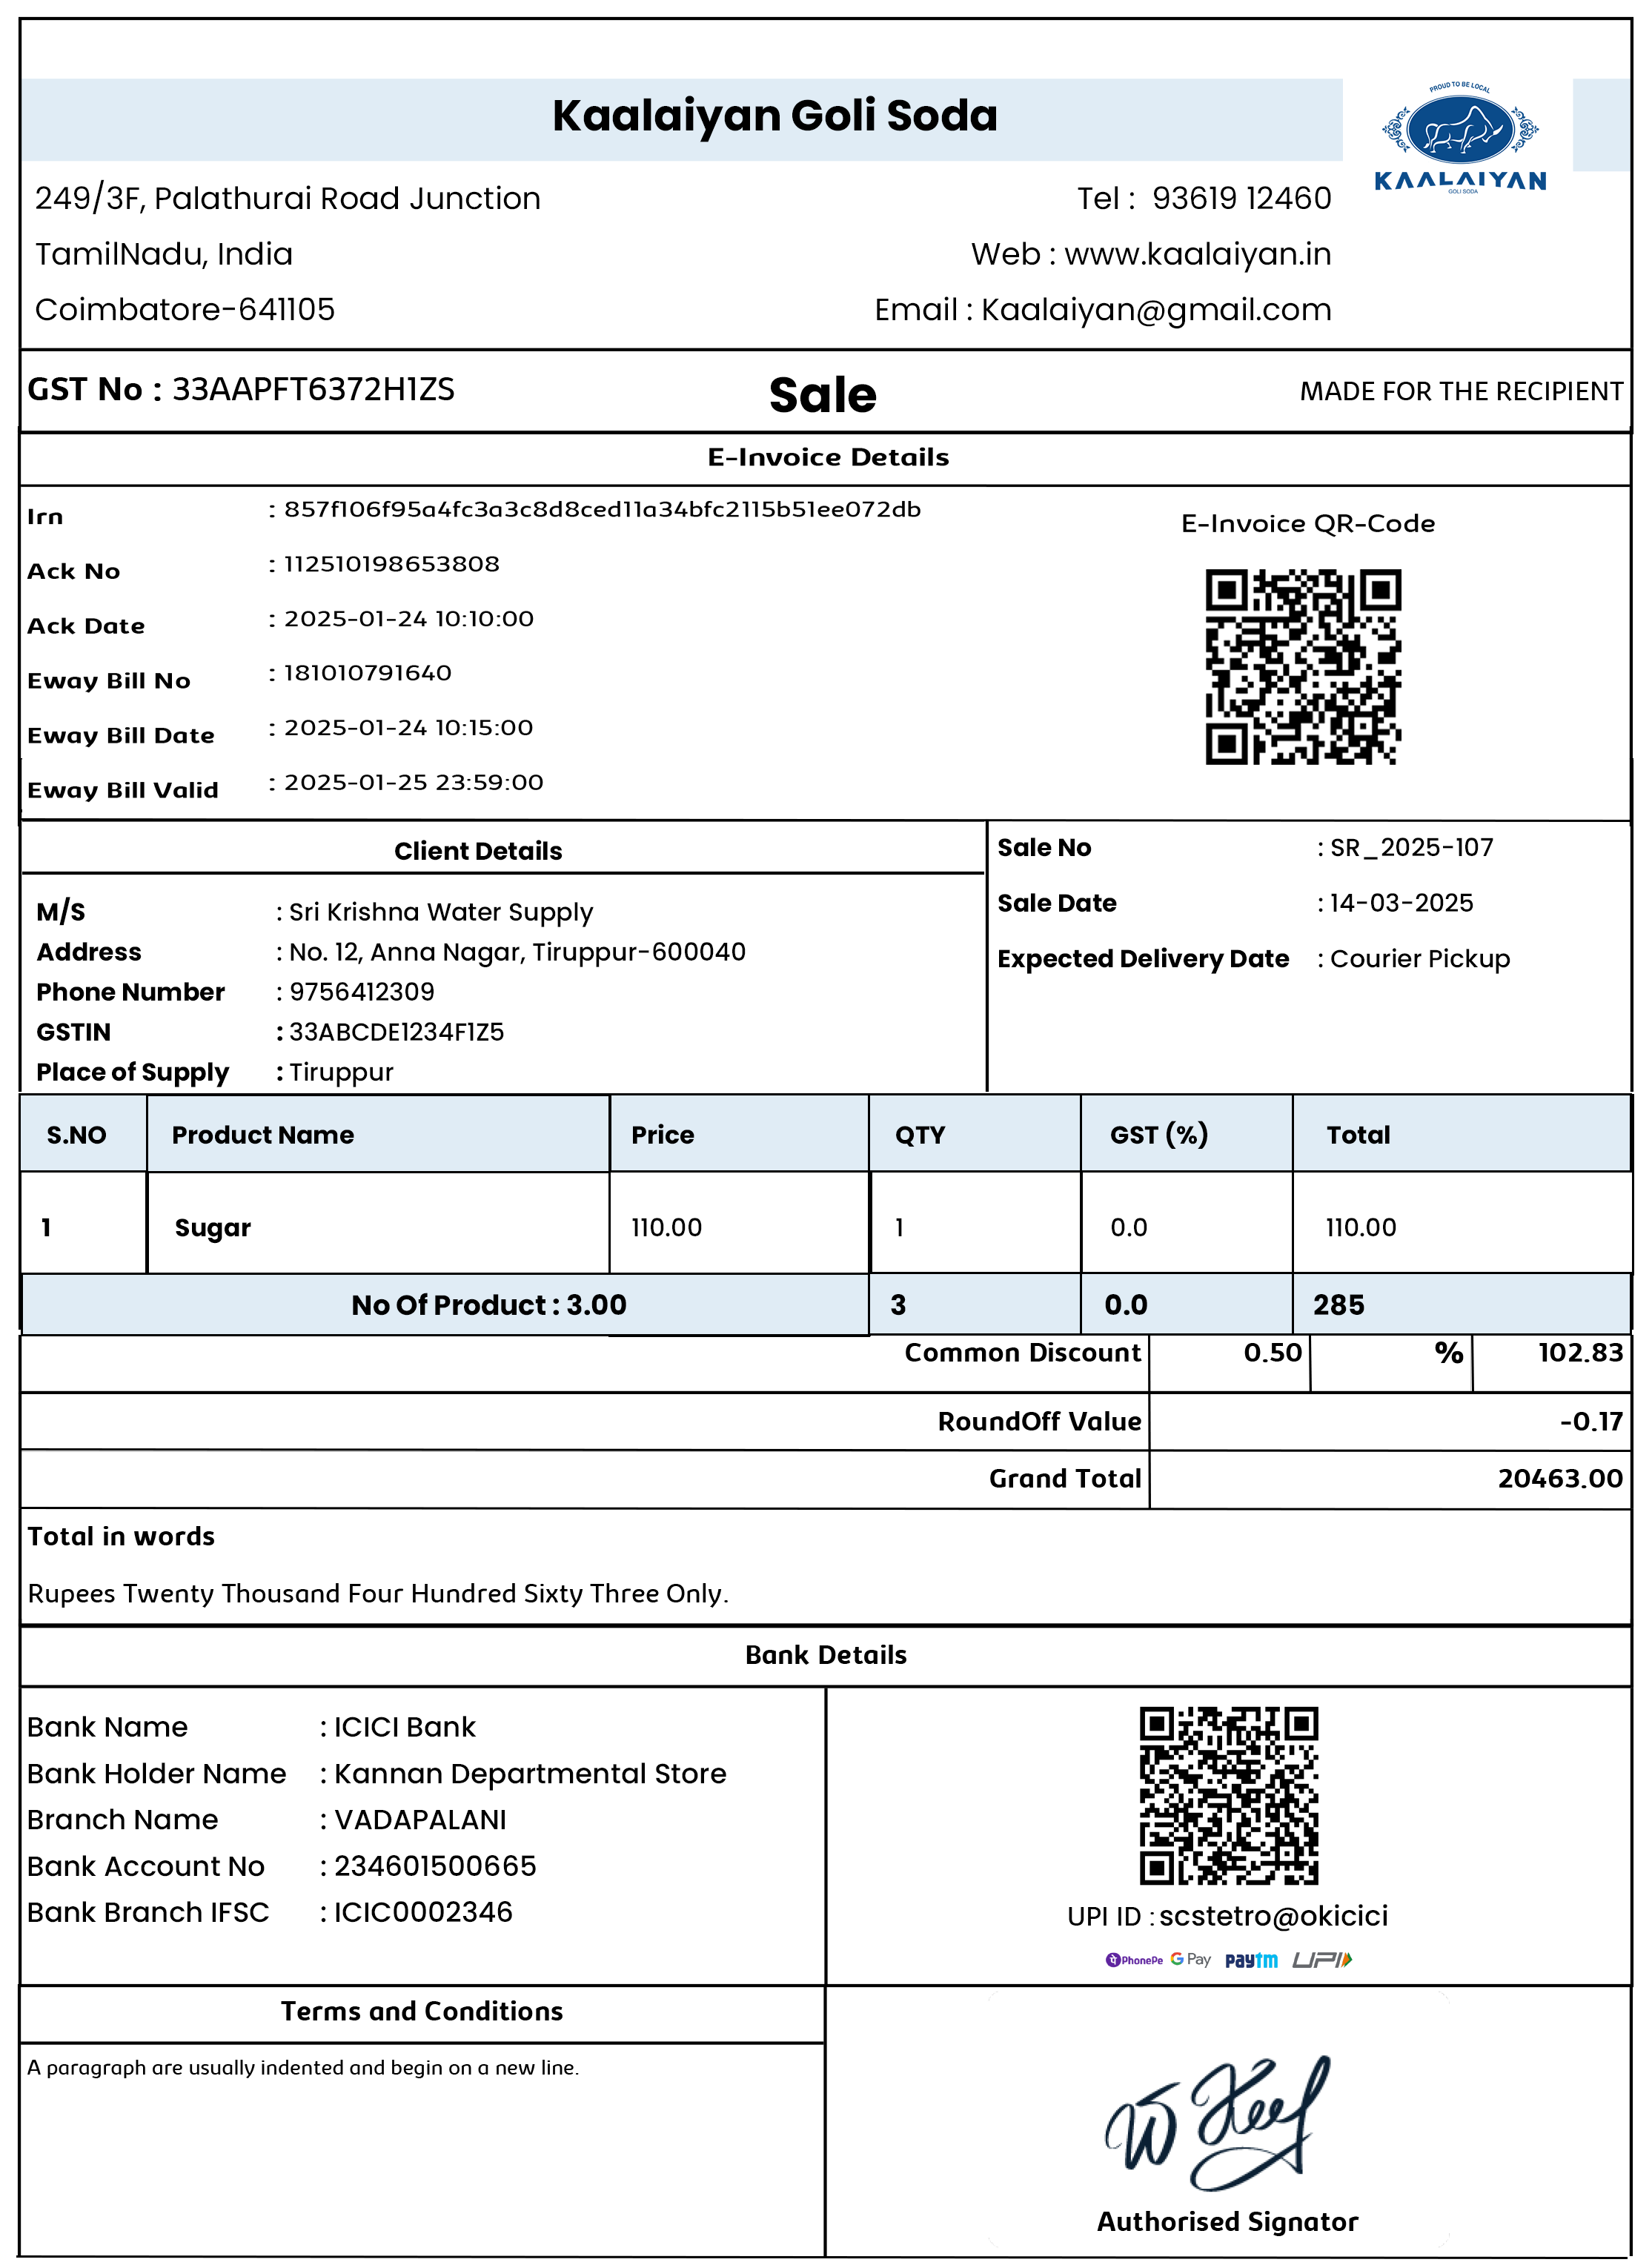 Kaalaiyan Goli Soda
PROUD TO BE LOCAL
KAALAIYAN
GOLI SODA
249/3F, Palathurai Road Junction
Tel : 93619 12460
TamilNadu, India
Web : www.kaalaiyan.in
Coimbatore-641105
Email : Kaalaiyan@gmail.com
GST No : 33AAPFT6372H1ZS
Sale
MADE FOR THE RECIPIENT
E-Invoice Details
Irn : 857f106f95a4fc3a3c8d8ced11a34bfc2115b51ee072db
E-Invoice QR-Code
Ack No : 112510198653808
Ack Date : 2025-01-24 10:10:00
Eway Bill No : 181010791640
Eway Bill Date : 2025-01-24 10:15:00
Eway Bill Valid : 2025-01-25 23:59:00
Client Details
M/S : Sri Krishna Water Supply
Address : No. 12, Anna Nagar, Tiruppur-600040
Phone Number : 9756412309
GSTIN : 33ABCDE1234F1Z5
Place of Supply : Tiruppur
Sale No : SR_2025-107
Sale Date : 14-03-2025
Expected Delivery Date : Courier Pickup
S.NO Product Name Price QTY GST (%) Total
1 Sugar 110.00 1 0.0 110.00
No Of Product : 3.00 3 0.0 285
Common Discount 0.50 % 102.83
RoundOff Value -0.17
Grand Total 20463.00
Total in words
Rupees Twenty Thousand Four Hundred Sixty Three Only.
Bank Details
Bank Name : ICICI Bank
Bank Holder Name : Kannan Departmental Store
Branch Name : VADAPALANI
Bank Account No : 234601500665
Bank Branch IFSC : ICIC0002346
UPI ID : scstetro@okicici
PhonePe G Pay paytm UPI
Terms and Conditions
A paragraph are usually indented and begin on a new line.
Authorised Signator